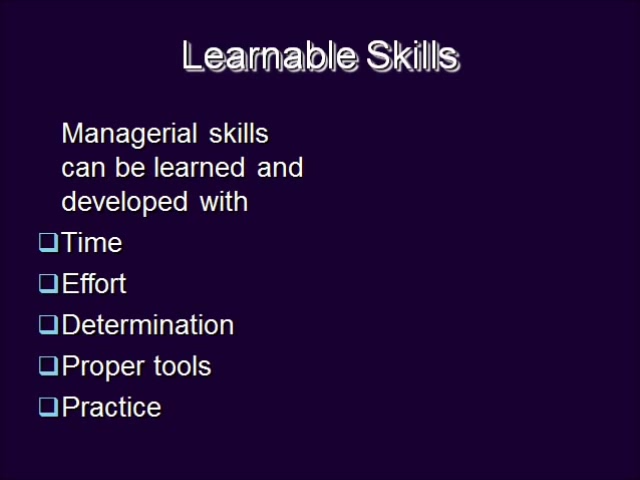 Learnable Skills
Managerial skills
can be learned and
developed with
❑Time
❑Effort
❑Determination
❑Proper tools
❑Practice